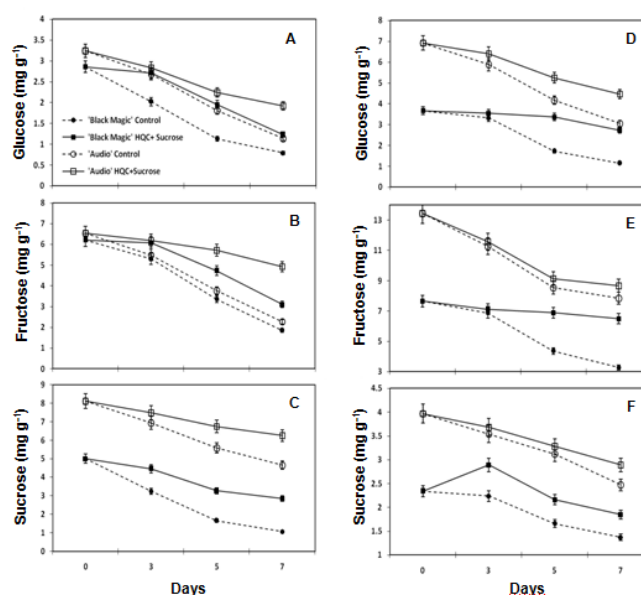 A
Glucose (mg g⁻¹)
4
3.5
3
2.5
2
1.5
1
0.5
0
'Black Magic' Control
'Black Magic' HQC+ Sucrose
'Audio' Control
'Audio' HQC+Sucrose
B
Fructose (mg g⁻¹)
8
7
6
5
4
3
2
1
0
C
Sucrose (mg g⁻¹)
9
8
7
6
5
4
3
2
1
0
0 3 5 7
Days
D
Glucose (mg g⁻¹)
8
7
6
5
4
3
2
1
0
E
Fructose (mg g⁻¹)
13
11
9
7
5
3
F
Sucrose (mg g⁻¹)
4.5
4
3.5
3
2.5
2
1.5
1
0 3 5 7
Days